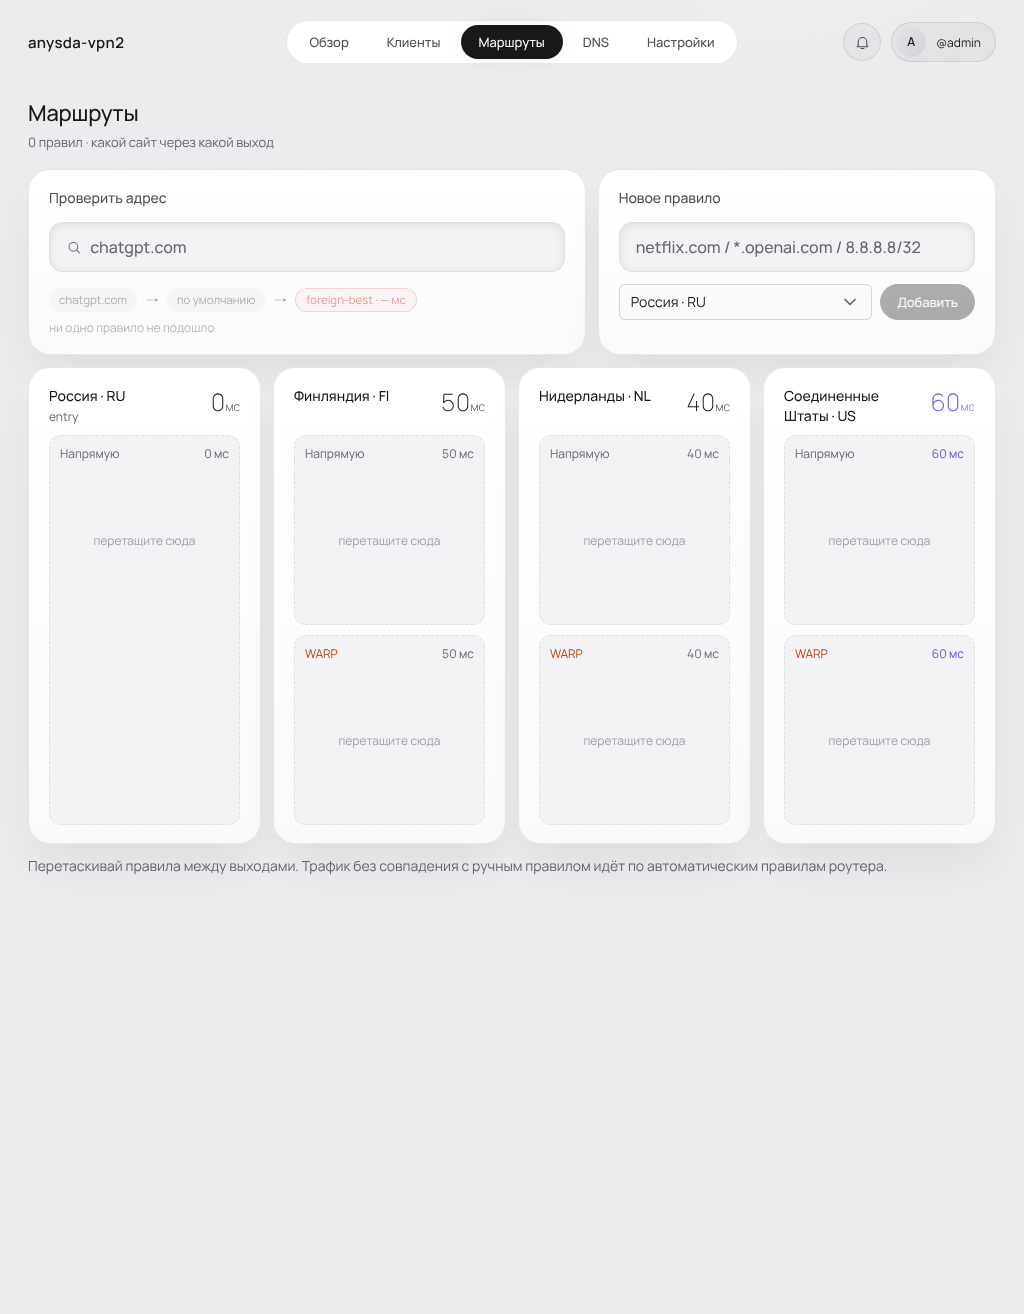 anysda-vpn2
Обзор Клиенты Маршруты DNS Настройки
A @admin
Маршруты
0 правил · какой сайт через какой выход
Проверить адрес
chatgpt.com
chatgpt.com → по умолчанию → foreign-best · — мс
ни одно правило не подошло
Новое правило
netflix.com / *.openai.com / 8.8.8.8/32
Россия · RU
Добавить
Россия · RU
entry
0мс
Напрямую 0 мс
перетащите сюда
Финляндия · FI
50мс
Напрямую 50 мс
перетащите сюда
WARP 50 мс
перетащите сюда
Нидерланды · NL
40мс
Напрямую 40 мс
перетащите сюда
WARP 40 мс
перетащите сюда
Соединенные
Штаты · US
60мс
Напрямую 60 мс
перетащите сюда
WARP 60 мс
перетащите сюда
Перетаскивай правила между выходами. Трафик без совпадения с ручным правилом идёт по автоматическим правилам роутера.